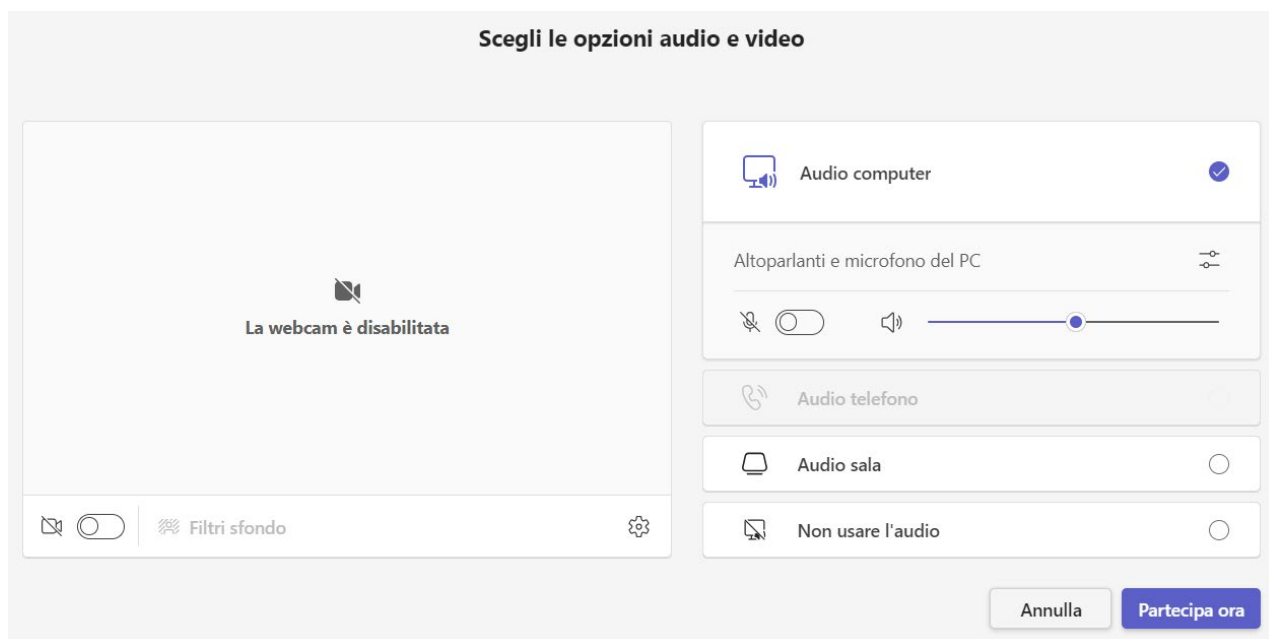 Scegli le opzioni audio e video
La webcam è disabilitata
Filtri sfondo
Audio computer
Altoparlanti e microfono del PC
Audio telefono
Audio sala
Non usare l'audio
Annulla
Partecipa ora